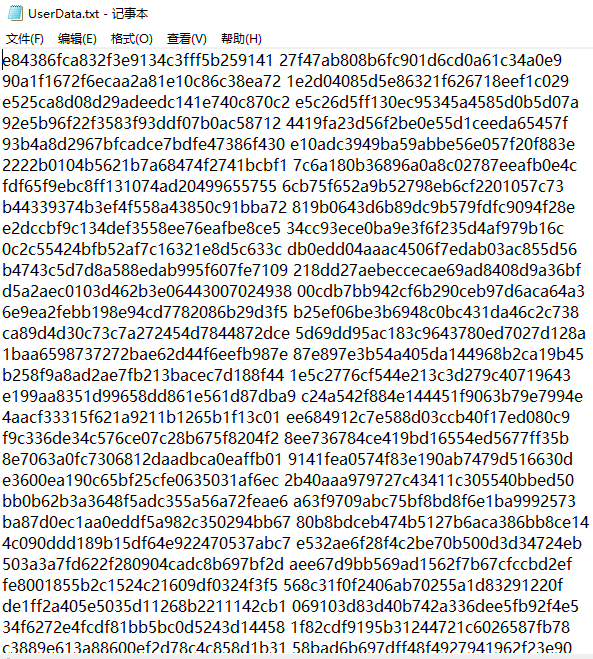 UserData.txt - 记事本
文件(F) 编辑(E) 格式(O) 查看(V) 帮助(H)
e84386fca832f3e9134c3fff5b259141 27f47ab808b6fc901d6cd0a61c34a0e9
90a1f1672f6ecaa2a81e10c86c38ea72 1e2d04085d5e86321f626718eef1c029
e525ca8d08d29adeedc141e740c870c2 e5c26d5ff130ec95345a4585d0b5d07a
92e5b96f22f3583f93ddf07b0ac58712 4419fa23d56f2be0e55d1ceeda65457f
93b4a8d2967bfcadce7bdfe47386f430 e10adc3949ba59abbe56e057f20f883e
2222b0104b5621b7a68474f2741bcbf1 7c6a180b36896a0a8c02787eeafb0e4c
fdf65f9ebc8ff131074ad20499655755 6cb75f652a9b52798eb6cf2201057c73
b44339374b3ef4f558a43850c91bba72 819b0643d6b89dc9b579fdfc9094f28e
e2dccbf9c134def3558ee76eafbe8ce5 34cc93ece0ba9e3f6f235d4af979b16c
0c2c55424bfb52af7c16321e8d5c633c db0edd04aaac4506f7edab03ac855d56
b4743c5d7d8a588edab995f607fe7109 218dd27aebeccecae69ad8408d9a36bf
d5a2aec0103d462b3e06443007024938 00cdb7bb942cf6b290ceb97d6aca64a3
6e9ea2febb198e94cd7782086b29d3f5 b25ef06be3b6948c0bc431da46c2c738
ca89d4d30c73c7a272454d7844872dce 5d69dd95ac183c9643780ed7027d128a
1baa6598737272bae62d44f6eefb987e 87e897e3b54a405da144968b2ca19b45
b258f9a8ad2ae7fb213bacec7d188f44 1e5c2776cf544e213c3d279c40719643
e199aa8351d99658dd861e561d87dba9 c24a542f884e144451f9063b79e7994e
4aacf33315f621a9211b1265b1f13c01 ee684912c7e588d03ccb40f17ed080c9
f9c336de34c576ce07c28b675f8204f2 8ee736784ce419bd16554ed5677ff35b
8e7063a0fc7306812daadbca0eaffb01 9141fea0574f83e190ab7479d516630d
e3600ea190c65bf25cfe0635031af6ec 2b40aaa979727c43411c305540bbed50
bb0b62b3a3648f5adc355a56a72feae6 a63f9709abc75bf8bd8f6e1ba9992573
ba87d0ec1aa0eddf5a982c350294bb67 80b8bdceb474b5127b6aca386bb8ce14
4c090ddd189b15df64e922470537abc7 e532ae6f28f4c2be70b500d3d34724eb
503a3a7fd622f280904cadc8b697bf2d aee67d9bb569ad1562f7b67cfccbd2ef
fe8001855b2c1524c21609df0324f3f5 568c31f0f2406ab70255a1d83291220f
de1ff2a405e5035d11268b2211142cb1 069103d83d40b742a336dee5fb92f4e5
34f6272e4fcdf81bb5bc0d5243d14458 1f82cdf9195b31244721c6026587fb78
c3889e613a88600ef2d78c4c858d1b31 58bad6b697dff48f4927941962f23e90